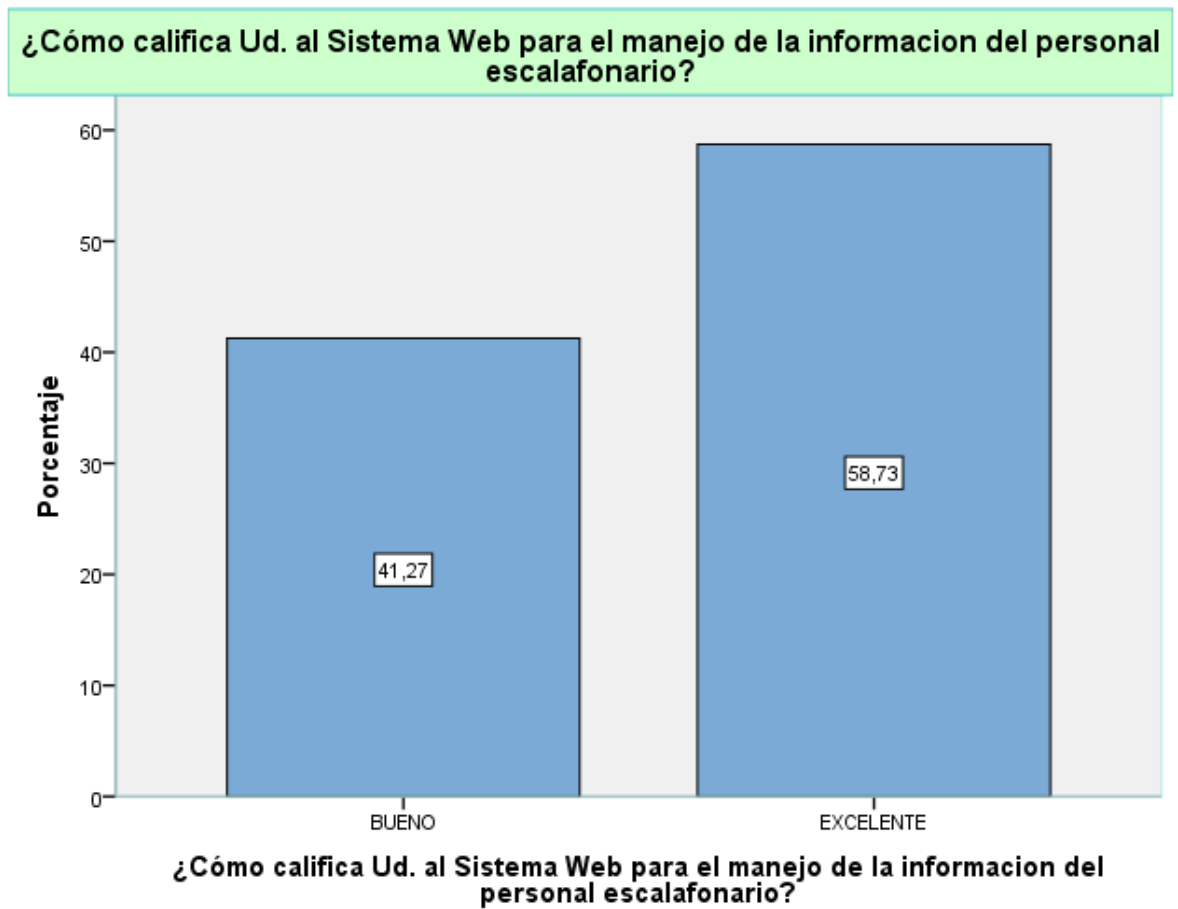 ¿Cómo califica Ud. al Sistema Web para el manejo de la informacion del personal
escalafonario?
60
50
40
30
20
10
0
Porcentaje
41,27
58,73
BUENO
EXCELENTE
¿Cómo califica Ud. al Sistema Web para el manejo de la informacion del
personal escalafonario?